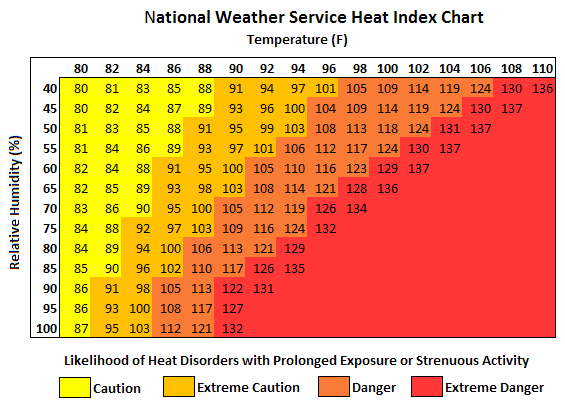 National Weather Service Heat Index Chart
Temperature (F)
80 82 84 86 88 90 92 94 96 98 100 102 104 106 108 110
40 80 81 83 85 88 91 94 97 101 105 109 114 119 124 130 136
45 80 82 84 87 89 93 96 100 104 109 114 119 124 130 137
50 81 83 85 88 91 95 99 103 108 113 118 124 131 137
55 81 84 86 89 93 97 101 106 112 117 124 130 137
60 82 84 88 91 95 100 105 110 116 123 129 137
65 82 85 89 93 98 103 108 114 121 128 136
70 83 86 90 95 100 105 112 119 126 134
75 84 88 92 97 103 109 116 124 132
80 84 89 94 100 106 113 121 129
85 85 90 96 102 110 117 126 135
90 86 91 98 105 113 122 131
95 86 93 100 108 117 127
100 87 95 103 112 121 132
Relative Humidity (%)
Likelihood of Heat Disorders with Prolonged Exposure or Strenuous Activity
Caution Extreme Caution Danger Extreme Danger